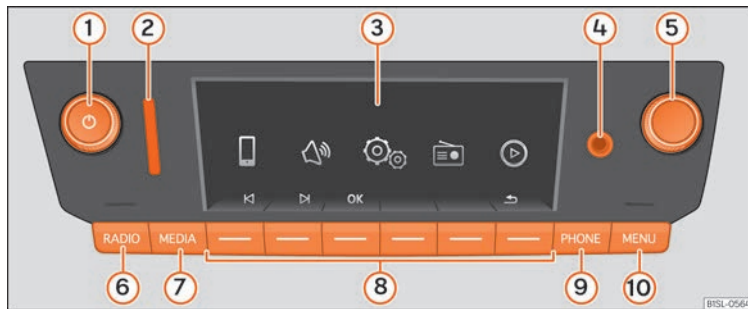 1 2 3 4 5
OK
RADIO MEDIA PHONE MENU
6 7 8 9 10
B1SL-0564